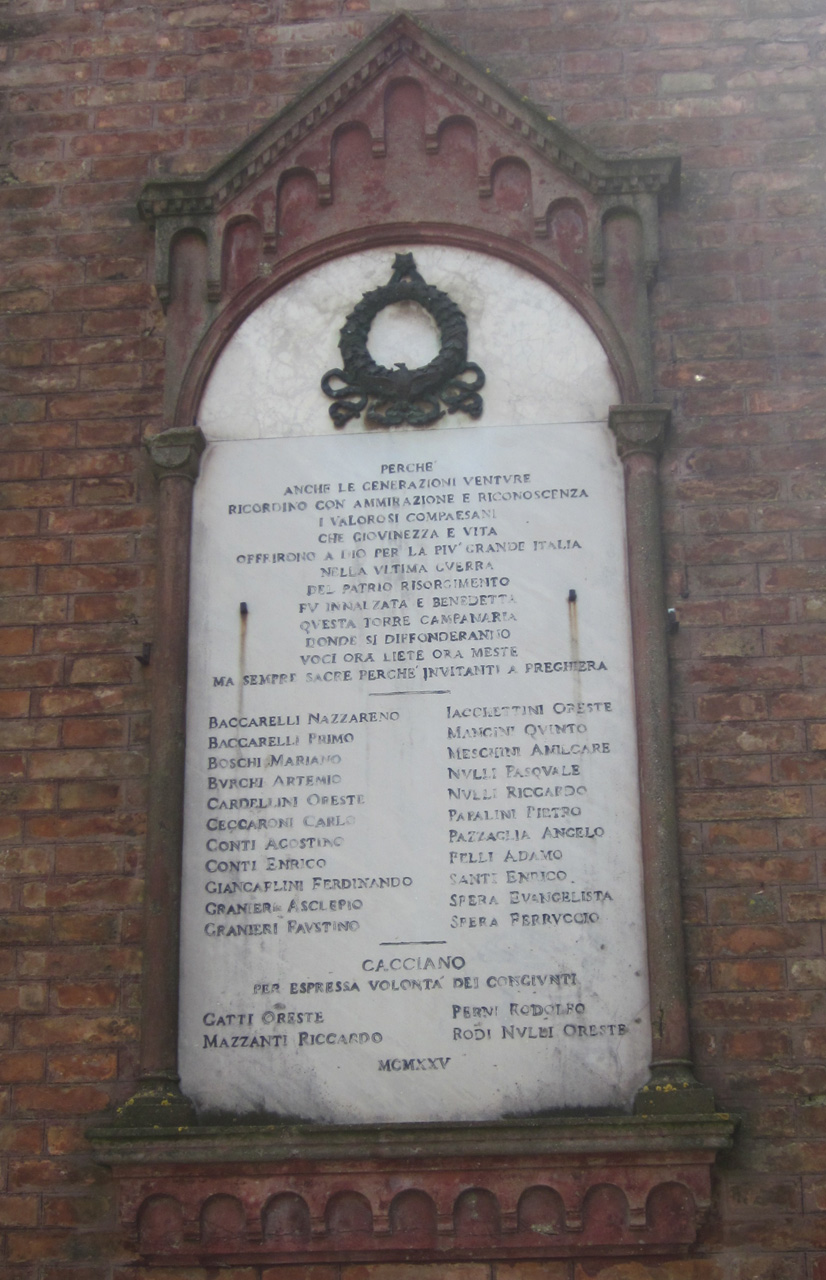 PERCHE'
ANCHE LE GENERAZIONI VENTVRE
RICORDINO CON AMMIRAZIONE E RICONOSCENZA
I VALOROSI COMPAESANI
CHE GIOVINEZZA E VITA
OFFRIRONO A DIO PER LA PIV' GRANDE ITALIA
NELLA VLTIMA GVERRA
DEL PATRIO RISORGIMENTO
FV INNALZATA E BENEDETTA
QVESTA TORRE CAMPANARIA
DONDE SI DIFFONDERANNO
VOCI ORA LIETE ORA MESTE
MA SEMPRE SACRE PERCHE' INVITANTI A PREGHIERA
BACCARELLI NAZZARENO
BACCARELLI PRIMO
BOSCHI MARIANO
BVRCHI ARTEMIO
CARDELLINI ORESTE
CECCARONI CARLO
CONTI AGOSTINO
CONTI ENRICO
GIANCARLINI FERDINANDO
GRANIERI ASCLEPIO
GRANIERI FAVSTINO
IACCHETTINI ORESTE
MANCINI QVINTO
MESCHINI AMILCARE
NVLLI PASQVALE
NVLLI RICCARDO
PAPALINI PIETRO
PAZZAGLIA ANGELO
PELLI ADAMO
SANTI ENRICO
SPERA EVANGELISTA
SPERA FERRVCCIO
CACCIANO
PER ESPRESSA VOLONTA' DEI CONGIVNTI
GATTI ORESTE
MAZZANTI RICCARDO
PERNI RODOLFO
RODI NVLLI ORESTE
MCMXXV